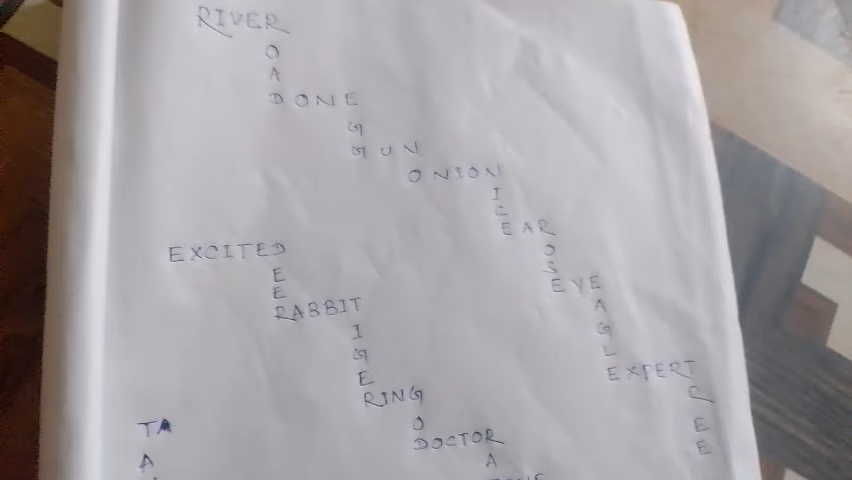 RIVER
O
A
DONE
G
GUN
ONION
I
C
EAR
EXCITED O
E S
E EYE
RABBIT A
I G
G L
E EXPERT
RING R
TA O E
DOCTOR E
A A